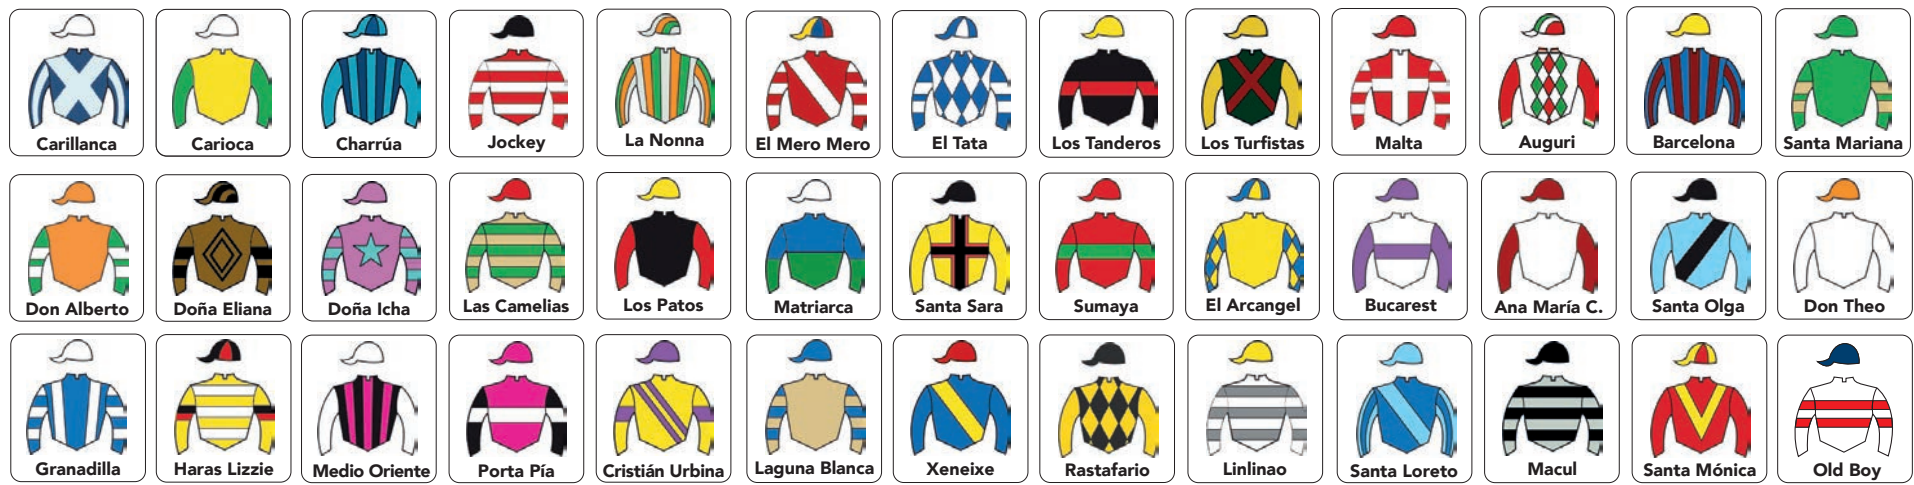 Carillanca
Carioca
Charrúa
Jockey
La Nonna
El Mero Mero
El Tata
Los Tanderos
Los Turfistas
Malta
Auguri
Barcelona
Santa Mariana
Don Alberto
Doña Eliana
Doña Icha
Las Camelias
Los Patos
Matriarca
Santa Sara
Sumaya
El Arcangel
Bucarest
Ana María C.
Santa Olga
Don Theo
Granadilla
Haras Lizzie
Medio Oriente
Porta Pía
Cristián Urbina
Laguna Blanca
Xeneixe
Rastafario
Linlinao
Santa Loreto
Macul
Santa Mónica
Old Boy